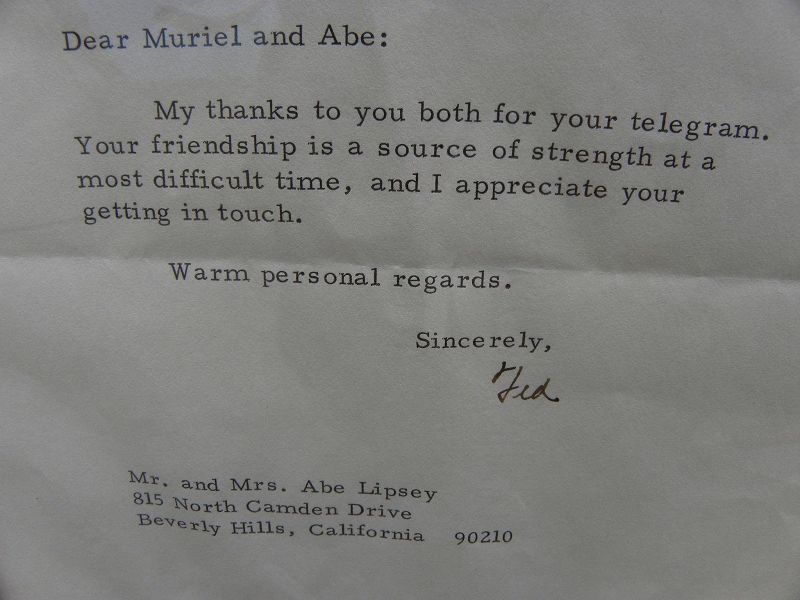 Dear Muriel and Abe:
My thanks to you both for your telegram.
Your friendship is a source of strength at a
most difficult time, and I appreciate your
getting in touch.
Warm personal regards.
Sincerely,
Ted
Mr. and Mrs. Abe Lipsey
815 North Camden Drive
Beverly Hills, California 90210